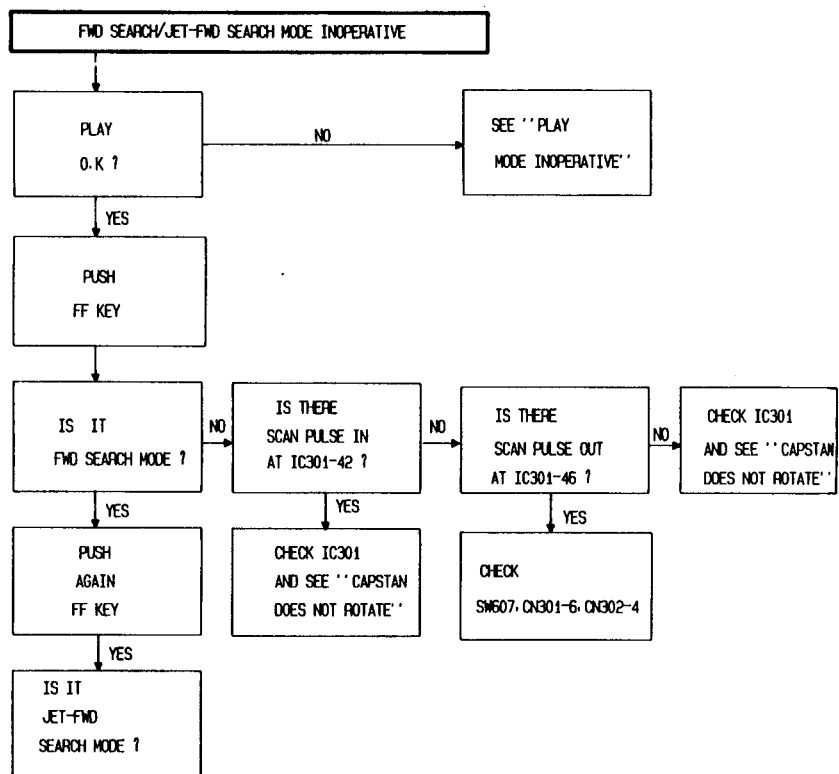 FWD SEARCH/JET-FWD SEARCH MODE INOPERATIVE
PLAY
O.K ?
NO
SEE ''PLAY
MODE INOPERATIVE''
YES
PUSH
FF KEY
IS IT
FWD SEARCH MODE ?
NO
IS THERE
SCAN PULSE IN
AT IC301-42 ?
NO
IS THERE
SCAN PULSE OUT
AT IC301-46 ?
NO
CHECK IC301
AND SEE ''CAPSTAN
DOES NOT ROTATE''
YES
YES
YES
PUSH
AGAIN
FF KEY
CHECK IC301
AND SEE ''CAPSTAN
DOES NOT ROTATE''
CHECK
SW607, CN301-6, CN302-4
YES
IS IT
JET-FWD
SEARCH MODE ?